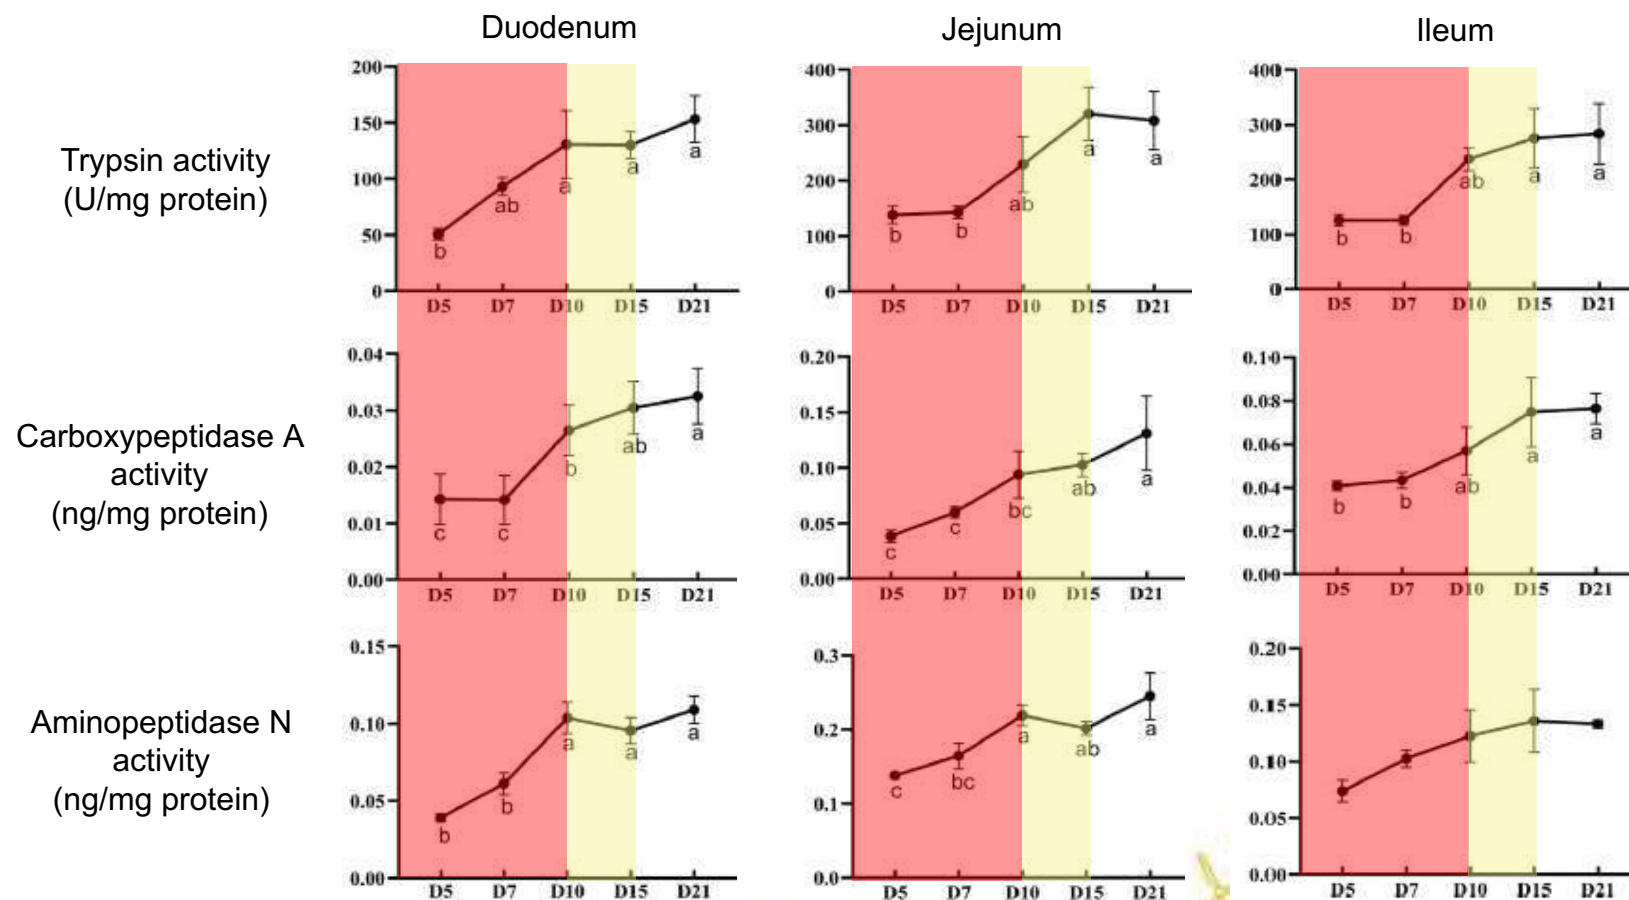 Duodenum Jejunum Ileum
Trypsin activity
(U/mg protein)
200
150
100
50
0
b ab a a a
D5 D7 D10 D15 D21
400
300
200
100
0
b b ab a a
D5 D7 D10 D15 D21
400
300
200
100
0
b b ab a a
D5 D7 D10 D15 D21
Carboxypeptidase A
activity
(ng/mg protein)
0.04
0.03
0.02
0.01
0.00
c c b ab a
D5 D7 D10 D15 D21
0.20
0.15
0.10
0.05
0.00
c c bc ab a
D5 D7 D10 D15 D21
0.10
0.08
0.06
0.04
0.02
0.00
b b ab a a
D5 D7 D10 D15 D21
Aminopeptidase N
activity
(ng/mg protein)
0.15
0.10
0.05
0.00
b b a a a
D5 D7 D10 D15 D21
0.3
0.2
0.1
0.0
c bc a ab a
D5 D7 D10 D15 D21
0.20
0.15
0.10
0.05
0.00
D5 D7 D10 D15 D21